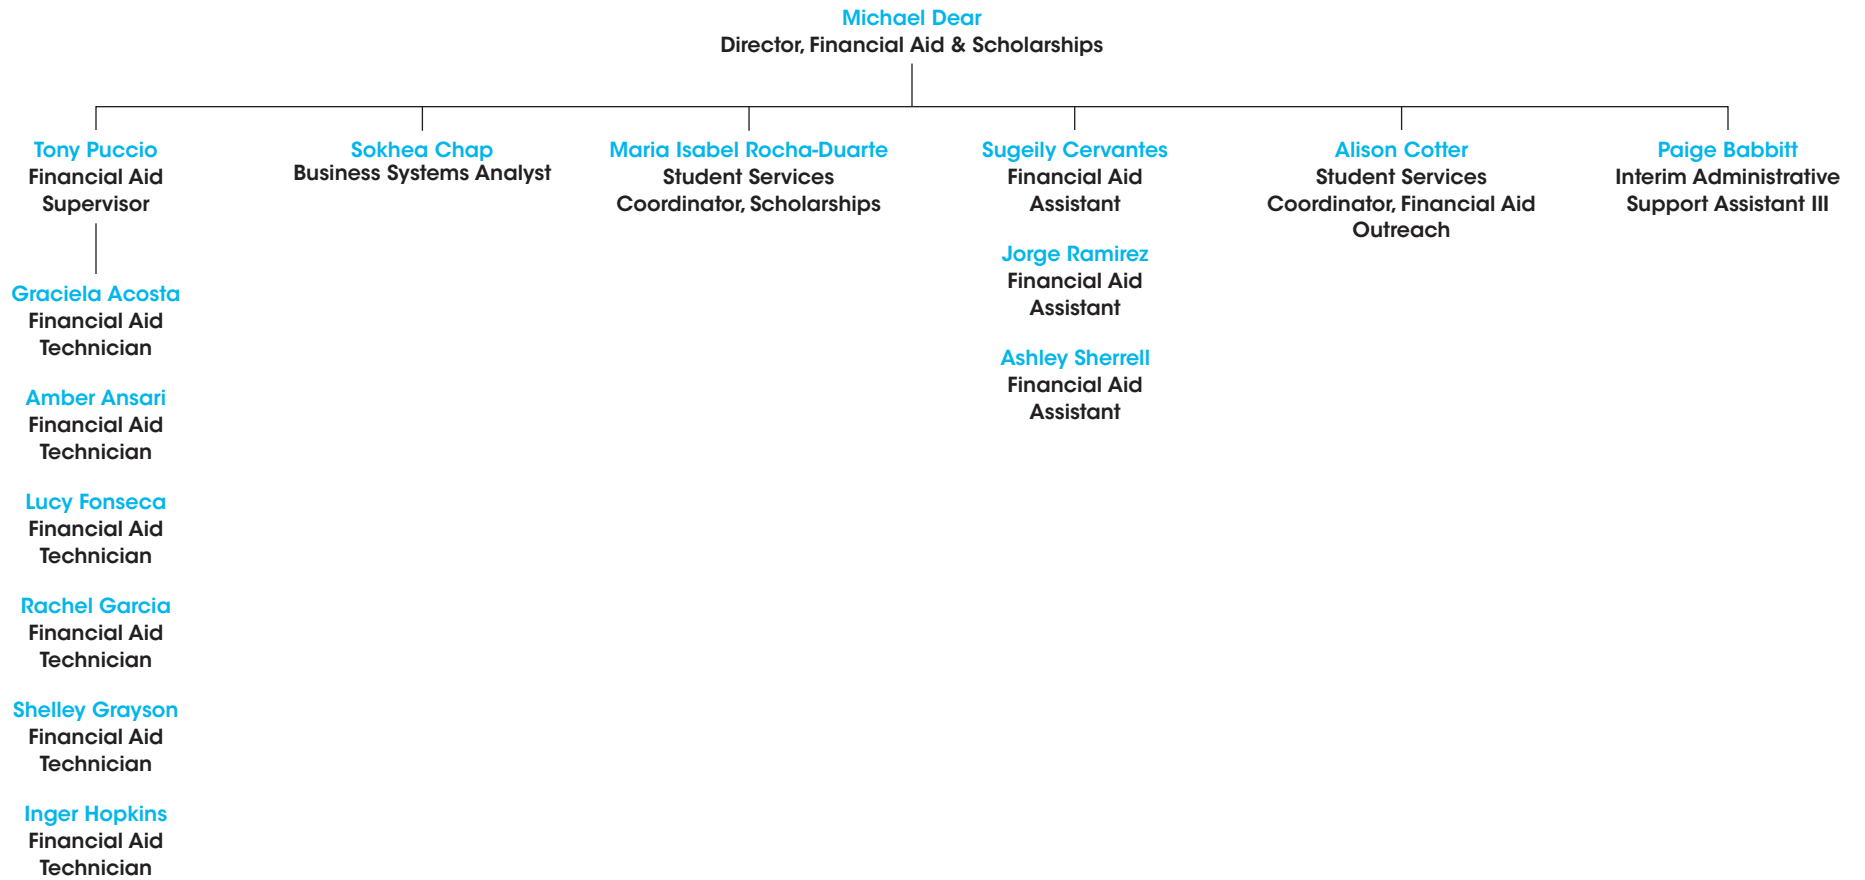 Michael Dear
Director, Financial Aid & Scholarships
Tony Puccio
Financial Aid
Supervisor
Graciela Acosta
Financial Aid
Technician
Amber Ansari
Financial Aid
Technician
Lucy Fonseca
Financial Aid
Technician
Rachel Garcia
Financial Aid
Technician
Shelley Grayson
Financial Aid
Technician
Inger Hopkins
Financial Aid
Technician
Sokhea Chap
Business Systems Analyst
Maria Isabel Rocha-Duarte
Student Services
Coordinator, Scholarships
Sugeily Cervantes
Financial Aid
Assistant
Jorge Ramirez
Financial Aid
Assistant
Ashley Sherrell
Financial Aid
Assistant
Alison Cotter
Student Services
Coordinator, Financial Aid
Outreach
Paige Babbitt
Interim Administrative
Support Assistant III